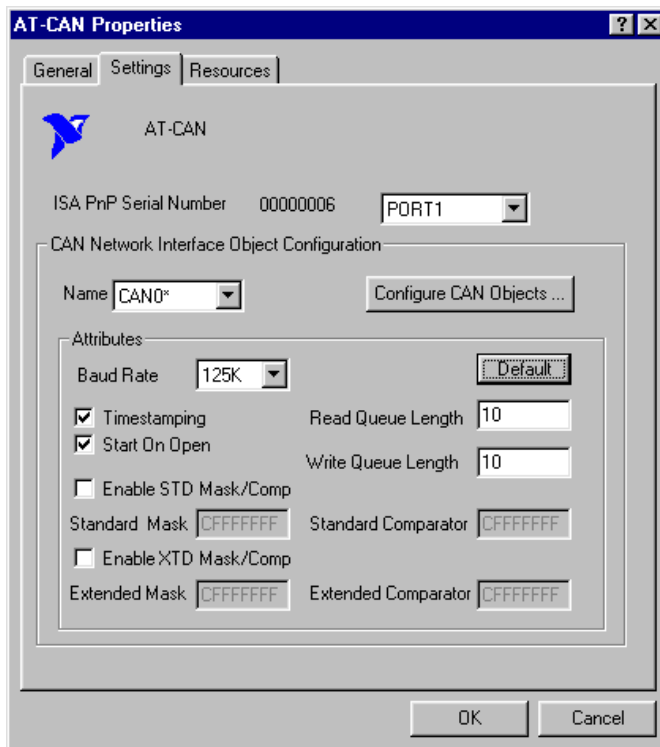 AT-CAN Properties
General Settings Resources
AT-CAN
ISA PnP Serial Number 00000006 PORT1
CAN Network Interface Object Configuration
Name CAN0* Configure CAN Objects ...
Attributes
Baud Rate 125K Default
Timestamping Read Queue Length 10
Start On Open
Write Queue Length 10
Enable STD Mask/Comp
Standard Mask CFFFFFFF Standard Comparator CFFFFFFF
Enable XTD Mask/Comp
Extended Mask CFFFFFFF Extended Comparator CFFFFFFF
OK Cancel